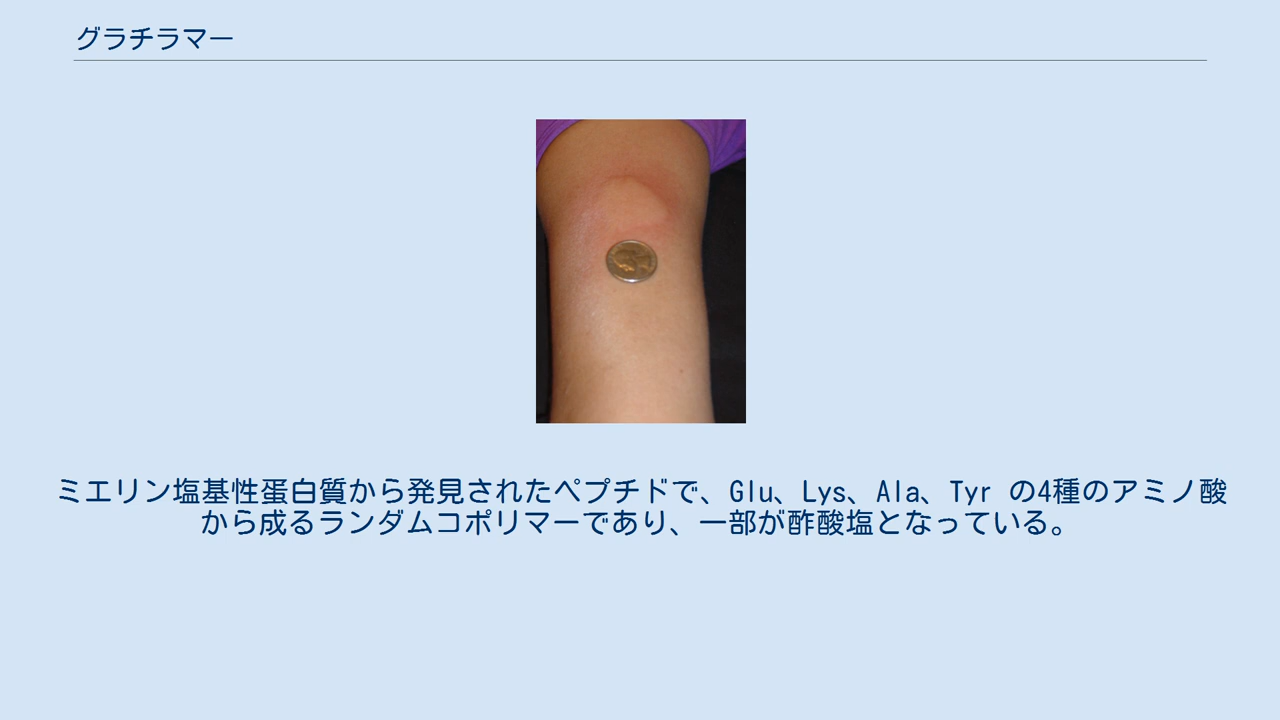 グラチラマー
ミエリン塩基性蛋白質から発見されたペプチドで、Glu、Lys、Ala、Tyr の4種のアミノ酸
から成るランダムコポリマーであり、一部が酢酸塩となっている。